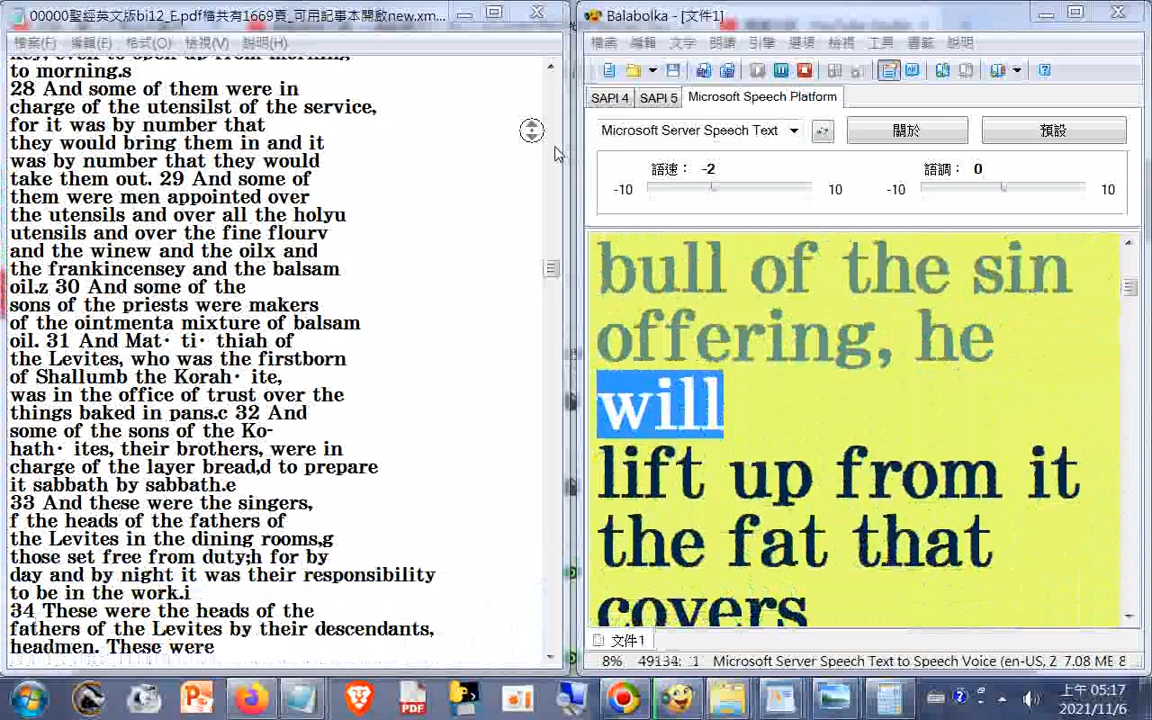 00000聖經英文版bi12_E.pdf檔共有1669頁_可用記事本開啟new.xm...
檔案(F) 編輯(E) 格式(O) 檢視(V) 說明(H)
to morning.s
28 And some of them were in
charge of the utensilst of the service,
for it was by number that
they would bring them in and it
was by number that they would
take them out. 29 And some of
them were men appointed over
the utensils and over all the holyu
utensils and over the fine flourv
and the winew and the oilx and
the frankincensey and the balsam
oil.z 30 And some of the
sons of the priests were makers
of the ointmenta mixture of balsam
oil. 31 And Mat· ti· thiah of
the Levites, who was the firstborn
of Shallumb the Korah· ite,
was in the office of trust over the
things baked in pans.c 32 And
some of the sons of the Ko-
hath· ites, their brothers, were in
charge of the layer bread,d to prepare
it sabbath by sabbath.e
33 And these were the singers,
f the heads of the fathers of
the Levites in the dining rooms,g
those set free from duty;h for by
day and by night it was their responsibility
to be in the work.i
34 These were the heads of the
fathers of the Levites by their descendants,
headmen. These were
Balabolka - [文件1]
檔案 編輯 文字 朗讀 引擎 選項 檢視 工具 書籤 說明
SAPI 4 SAPI 5 Microsoft Speech Platform
Microsoft Server Speech Text 關於 預設
語速: -2 語調: 0
-10 10 -10 10
bull of the sin
offering, he
will
lift up from it
the fat that
covers
文件1
8% 49134: 1 Microsoft Server Speech Text to Speech Voice (en-US, Z 7.08 MB 8
PDF
上午 05:17
2021/11/6